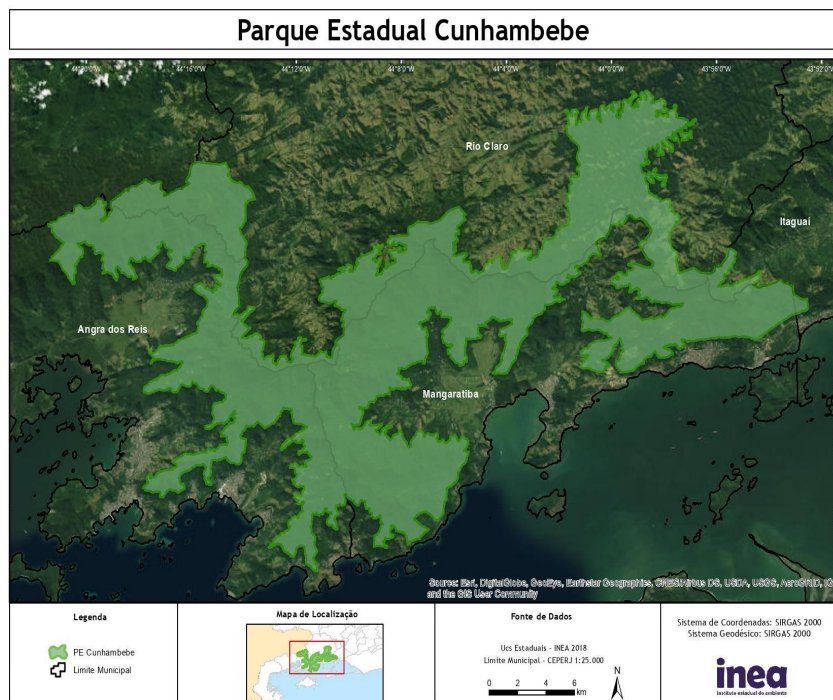 Parque Estadual Cunhambebe
44°16'0"W 44°12'0"W 44°8'0"W 44°4'0"W 44°0'0"W 43°56'0"W
Rio Claro
Itaguaí
Angra dos Reis
Mangaratiba
Source: Esri, DigitalGlobe, GeoEye, Earthstar Geographics, CNES/Airbus DS, USDA, USGS, AeroGRID,
and the GIS User Community
Legenda
PE Cunhambebe
Limite Municipal
Mapa de Localização
Fonte de Dados
Ucs Estaduais - INEA 2018
Limite Municipal - CEPERJ 1:25.000
0 2 4 6
km
N
Sistema de Coordenadas: SIRGAS 2000
Sistema Geodésico: SIRGAS 2000
inea
instituto estadual do ambiente